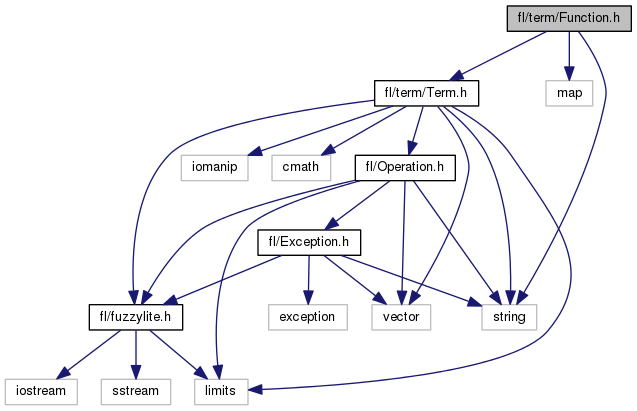 fl/term/Function.h
fl/term/Term.h
map
iomanip
cmath
fl/Operation.h
fl/Exception.h
fl/fuzzylite.h
exception
vector
string
iostream
sstream
limits